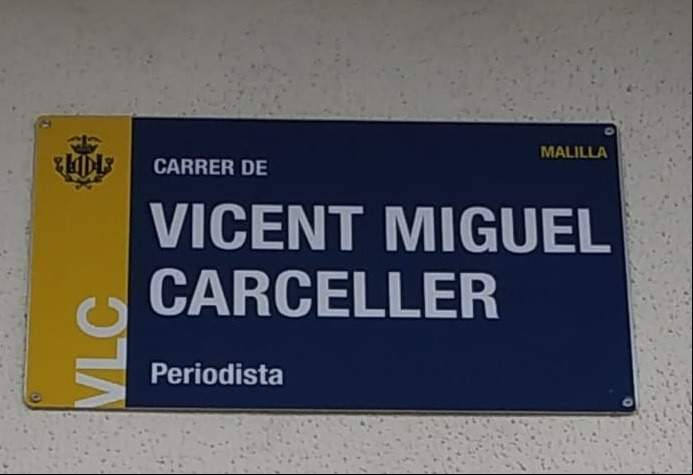 MALILLA
CARRER DE
VICENT MIGUEL
CARCELLER
Periodista
VLC